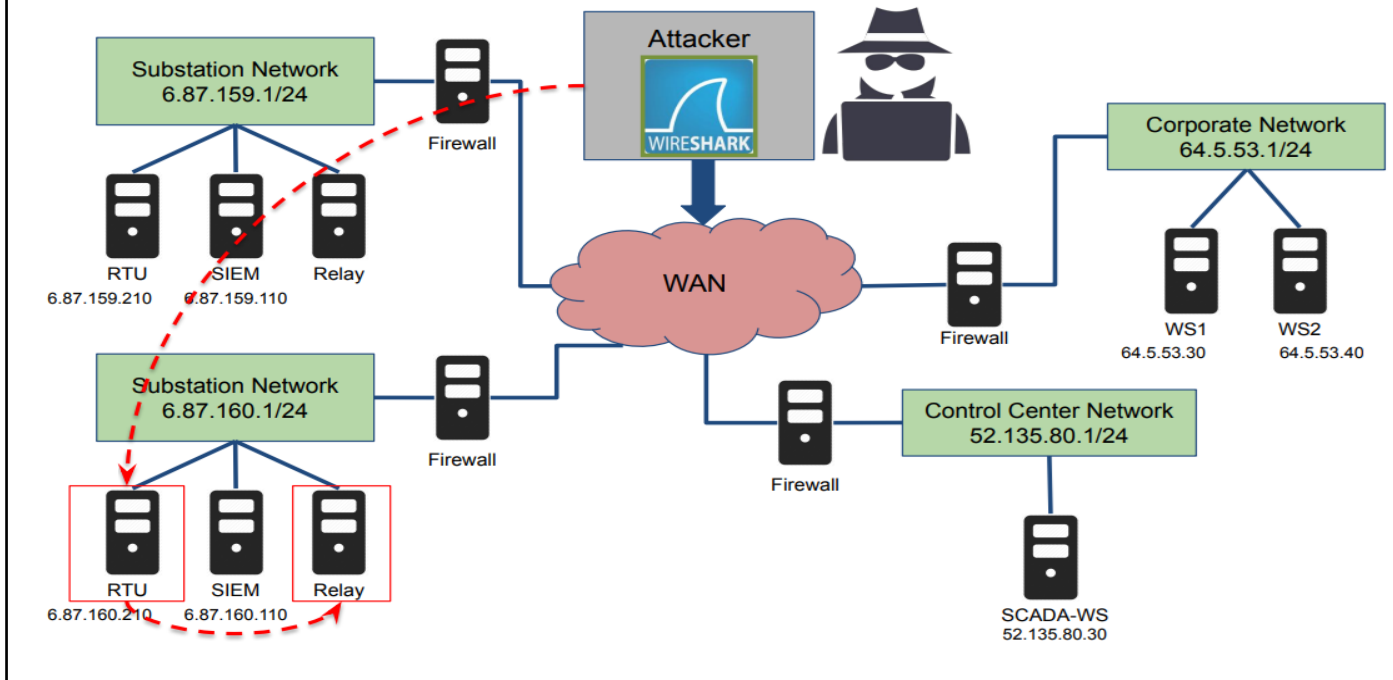 Attacker
WIRESHARK
Substation Network
6.87.159.1/24
Firewall
RTU
SIEM
Relay
6.87.159.210
6.87.159.110
Corporate Network
64.5.53.1/24
WS1
WS2
64.5.53.30
64.5.53.40
WAN
Firewall
Substation Network
6.87.160.1/24
Firewall
RTU
SIEM
Relay
6.87.160.210
6.87.160.110
Control Center Network
52.135.80.1/24
Firewall
SCADA-WS
52.135.80.30